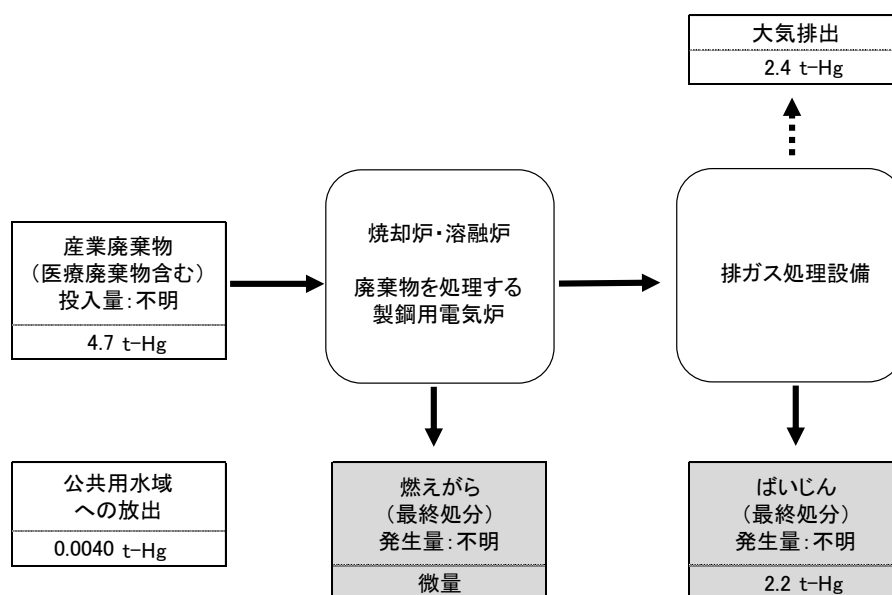 大気排出
2.4 t-Hg
産業廃棄物
（医療廃棄物含む）
投入量：不明
4.7 t-Hg
焼却炉・溶融炉
廃棄物を処理する
製鋼用電気炉
排ガス処理設備
公共用水域
への放出
0.0040 t-Hg
燃えがら
（最終処分）
発生量：不明
微量
ばいじん
（最終処分）
発生量：不明
2.2 t-Hg